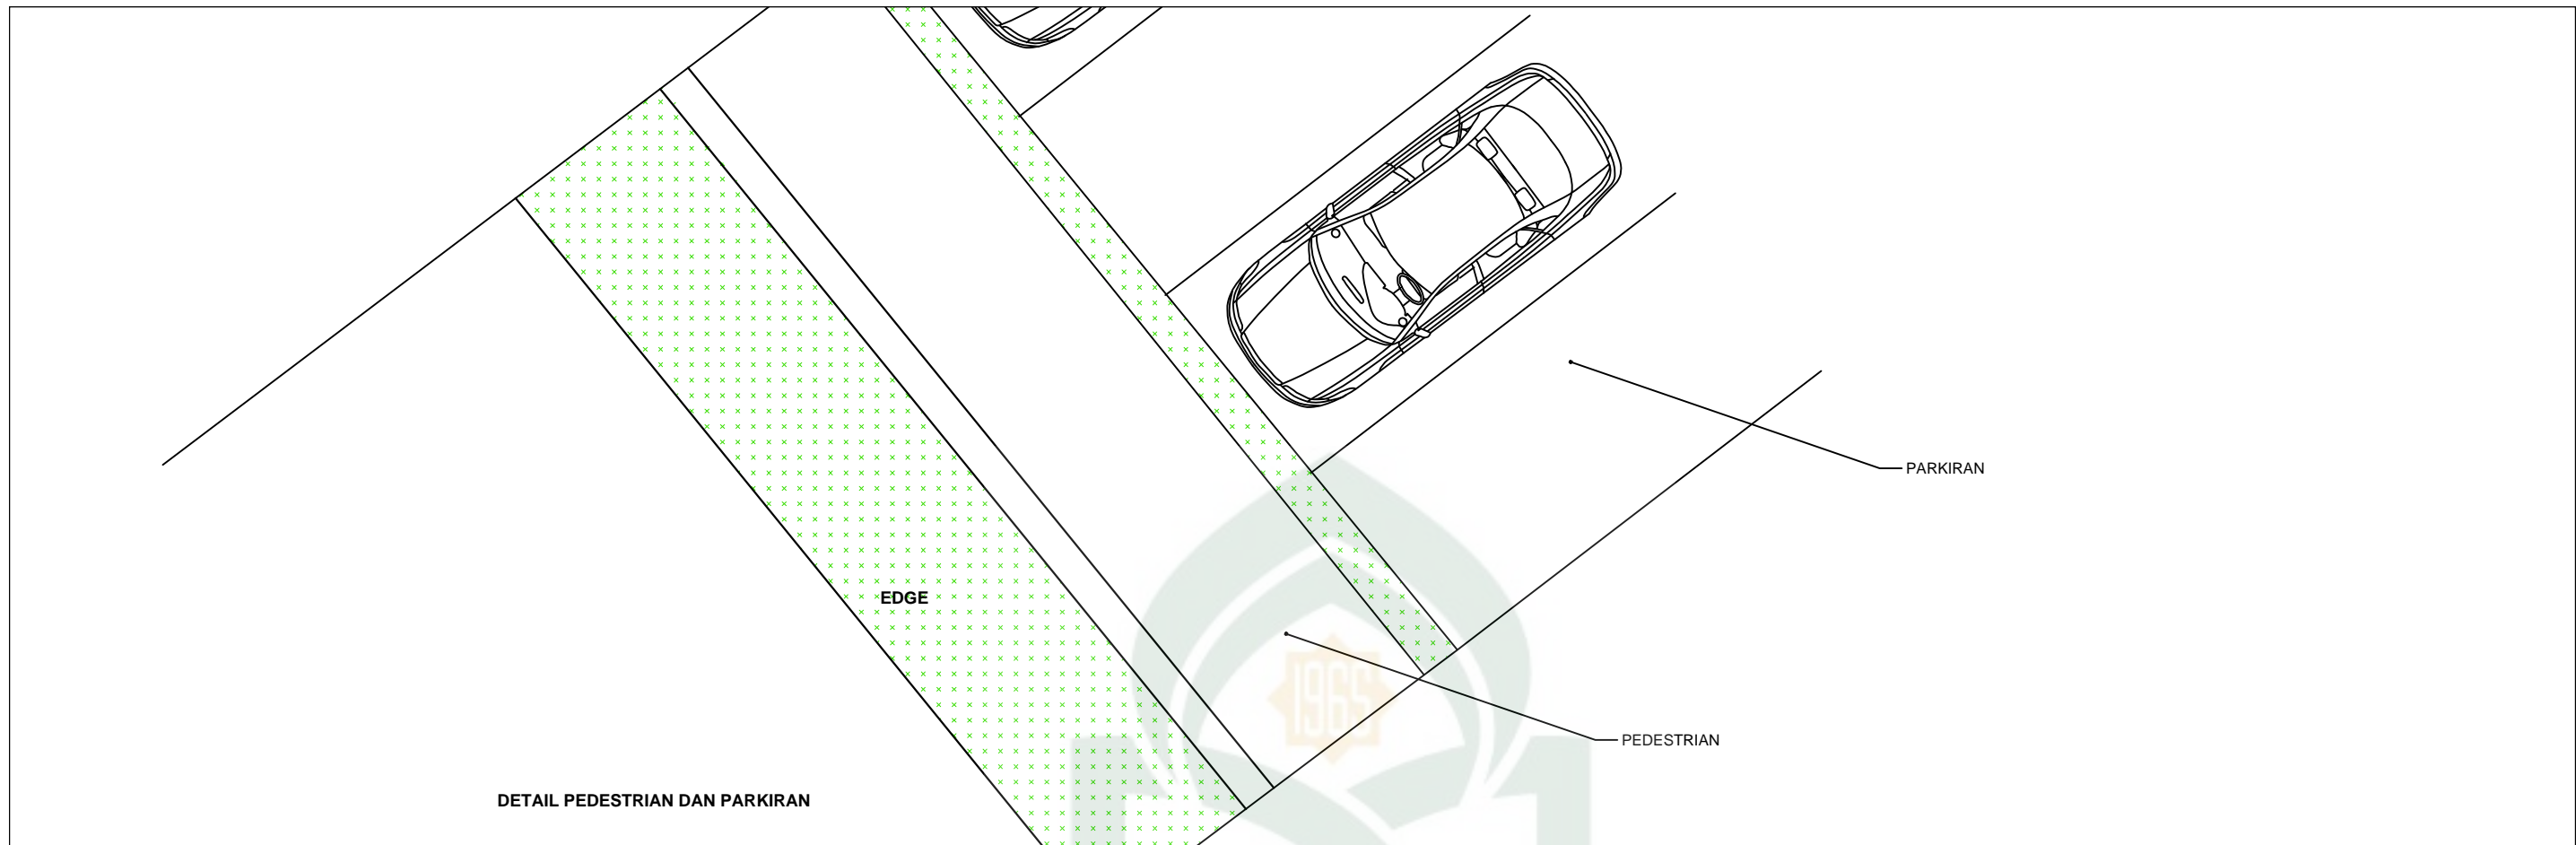 PARKIRAN
EDGE
1965
PEDESTRIAN
DETAIL PEDESTRIAN DAN PARKIRAN